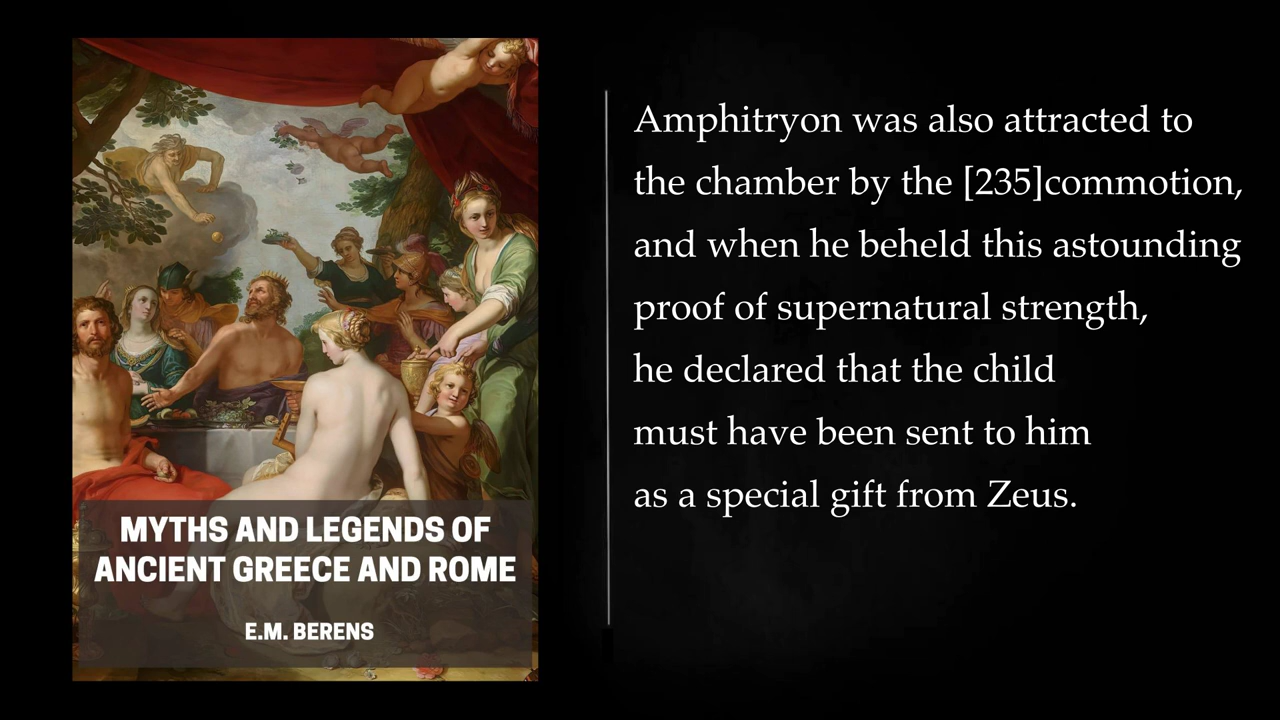 MYTHS AND LEGENDS OF
ANCIENT GREECE AND ROME
E.M. BERENS
Amphitryon was also attracted to
the chamber by the [235]commotion,
and when he beheld this astounding
proof of supernatural strength,
he declared that the child
must have been sent to him
as a special gift from Zeus.